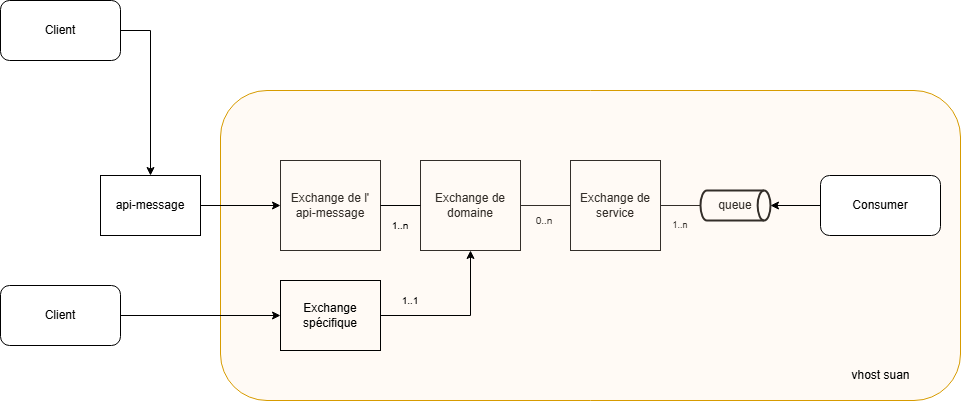 Client
api-message
Exchange de l'
api-message
1..n
Exchange de
domaine
0..n
Exchange de
service
1..n
queue
Consumer
Client
Exchange
spécifique
1..1
vhost suan